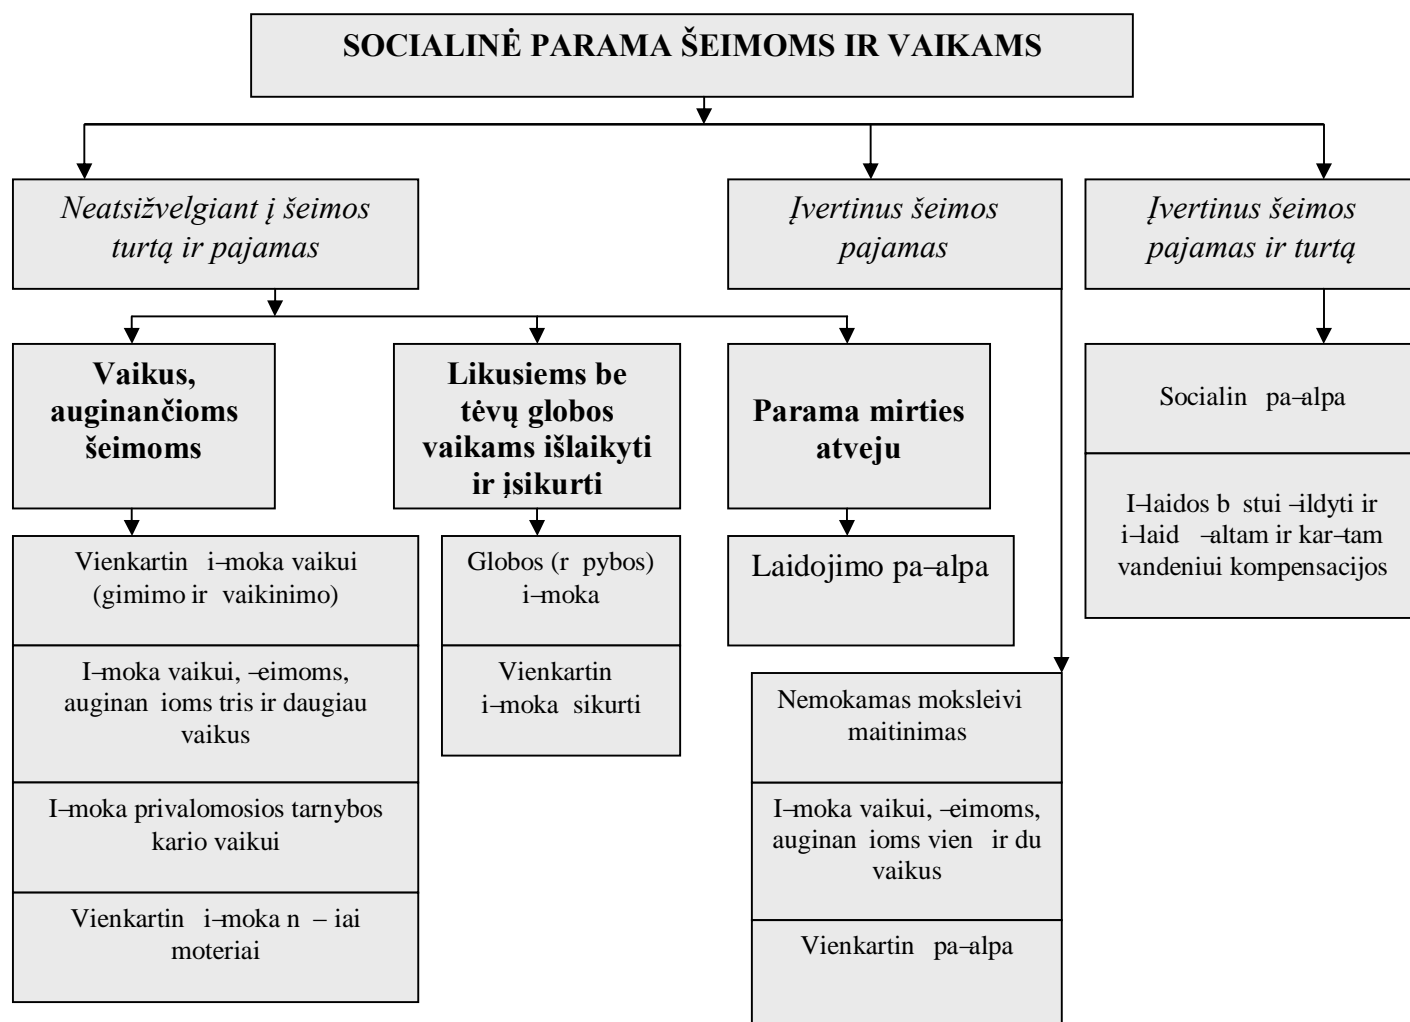 SOCIALINĖ PARAMA ŠEIMOMS IR VAIKAMS
Neatsižvelgiant į šeimos
turtą ir pajamas
Įvertinus šeimos
pajamas
Įvertinus šeimos
pajamas ir turtą
Vaikus,
auginančioms
šeimoms
Likusiems be
tėvų globos
vaikams išlaikyti
ir įsikurti
Parama mirties
atveju
Socialin pa–alpa
I–laidos b stui –ildyti ir
i–laid –altam ir kar–tam
vandeniui kompensacijos
Vienkartin i–moka vaikui
(gimimo ir vaikinimo)
I–moka vaikui, –eimoms,
auginan ioms tris ir daugiau
vaikus
I–moka privalomosios tarnybos
kario vaikui
Vienkartin i–moka n – iai
moteriai
Globos (r pybos)
i–moka
Vienkartin
i–moka sikurti
Laidojimo pa–alpa
Nemokamas moksleivi
maitinimas
I–moka vaikui, –eimoms,
auginan ioms vien ir du
vaikus
Vienkartin pa–alpa